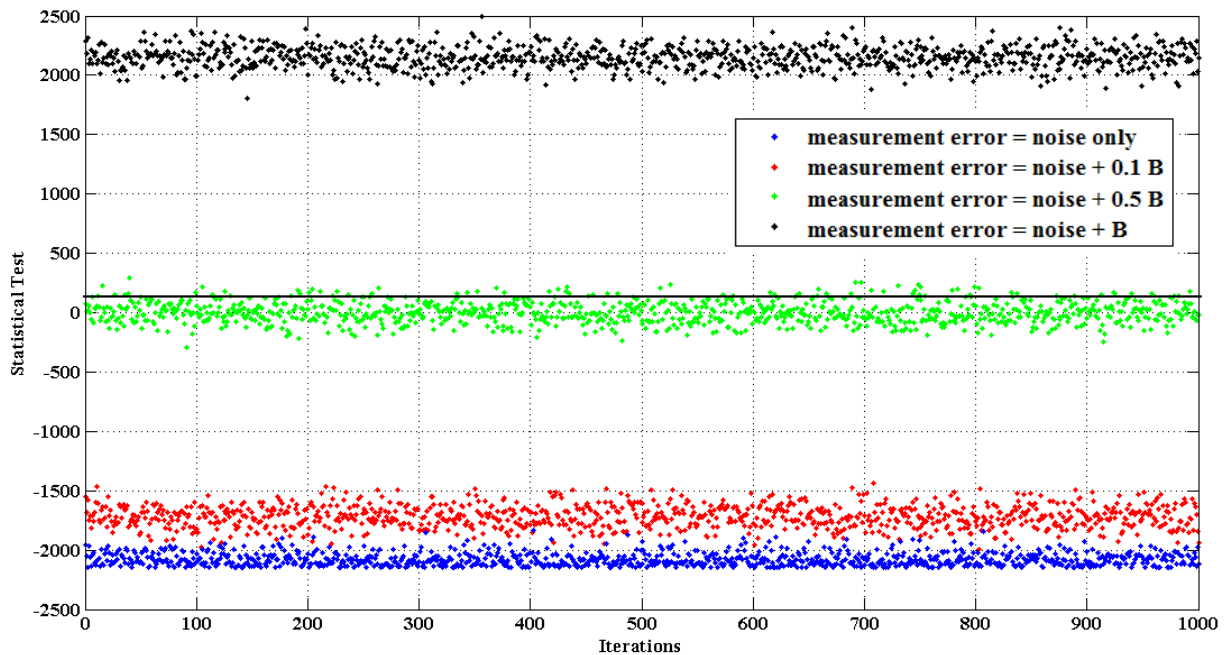 2500
2000
1500
1000
500
0
-500
-1000
-1500
-2000
-2500
Statistical Test
measurement error = noise only
measurement error = noise + 0.1 B
measurement error = noise + 0.5 B
measurement error = noise + B
0 100 200 300 400 500 600 700 800 900 1000
Iterations